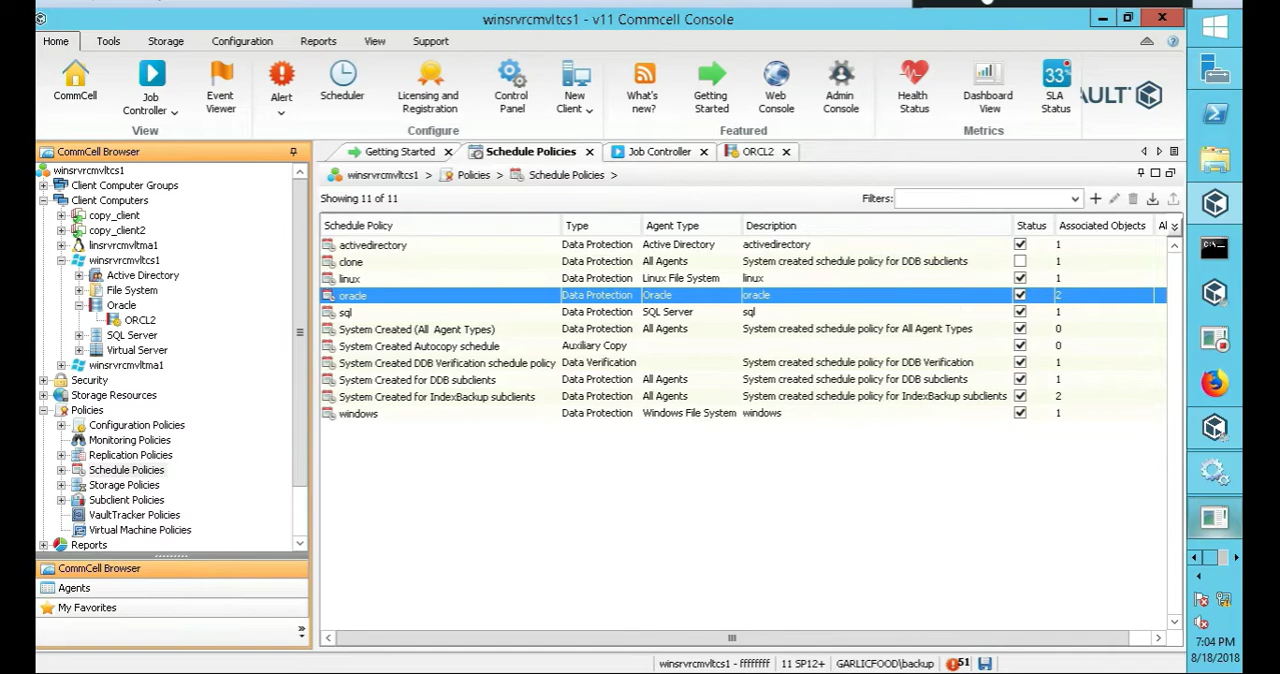 winsrvrcmvltcs1 - v11 Commcell Console
Home Tools Storage Configuration Reports View Support
CommCell
Job Controller
Event Viewer
Alert
Scheduler
Licensing and Registration
Control Panel
New Client
What's new?
Getting Started
Web Console
Admin Console
Health Status
Dashboard View
33%
SLA Status
AULT
View Configure Featured Metrics
CommCell Browser
winsrvrcmvltcs1
Client Computer Groups
Client Computers
copy_client
copy_client2
linsrvrcmvltma1
winsrvrcmvltcs1
Active Directory
File System
Oracle
ORCL2
SQL Server
Virtual Server
winsrvrcmvltma1
Security
Storage Resources
Policies
Configuration Policies
Monitoring Policies
Replication Policies
Schedule Policies
Storage Policies
Subclient Policies
VaultTracker Policies
Virtual Machine Policies
Reports
CommCell Browser
Agents
My Favorites
Getting Started Schedule Policies Job Controller ORCL2
winsrvrcmvltcs1 > Policies > Schedule Policies >
Showing 11 of 11 Filters:
Schedule Policy Type Agent Type Description Status Associated Objects Al
activedirectory Data Protection Active Directory activedirectory 1
clone Data Protection All Agents System created schedule policy for DDB subclients 1
linux Data Protection Linux File System linux 1
oracle Data Protection Oracle oracle 2
sql Data Protection SQL Server sql 1
System Created (All Agent Types) Data Protection All Agents System created schedule policy for All Agent Types 0
System Created Autocopy schedule Auxiliary Copy 0
System Created DDB Verification schedule policy Data Verification System created schedule policy for DDB Verification 1
System Created for DDB subclients Data Protection All Agents System created schedule policy for DDB subclients 1
System Created for IndexBackup subclients Data Protection All Agents System created schedule policy for IndexBackup subclients 2
windows Data Protection Windows File System windows 1
winsrvrcmvltcs1 - ffffffff 11 SP12+ GARLICFOOD\backup 51
7:04 PM
8/18/2018